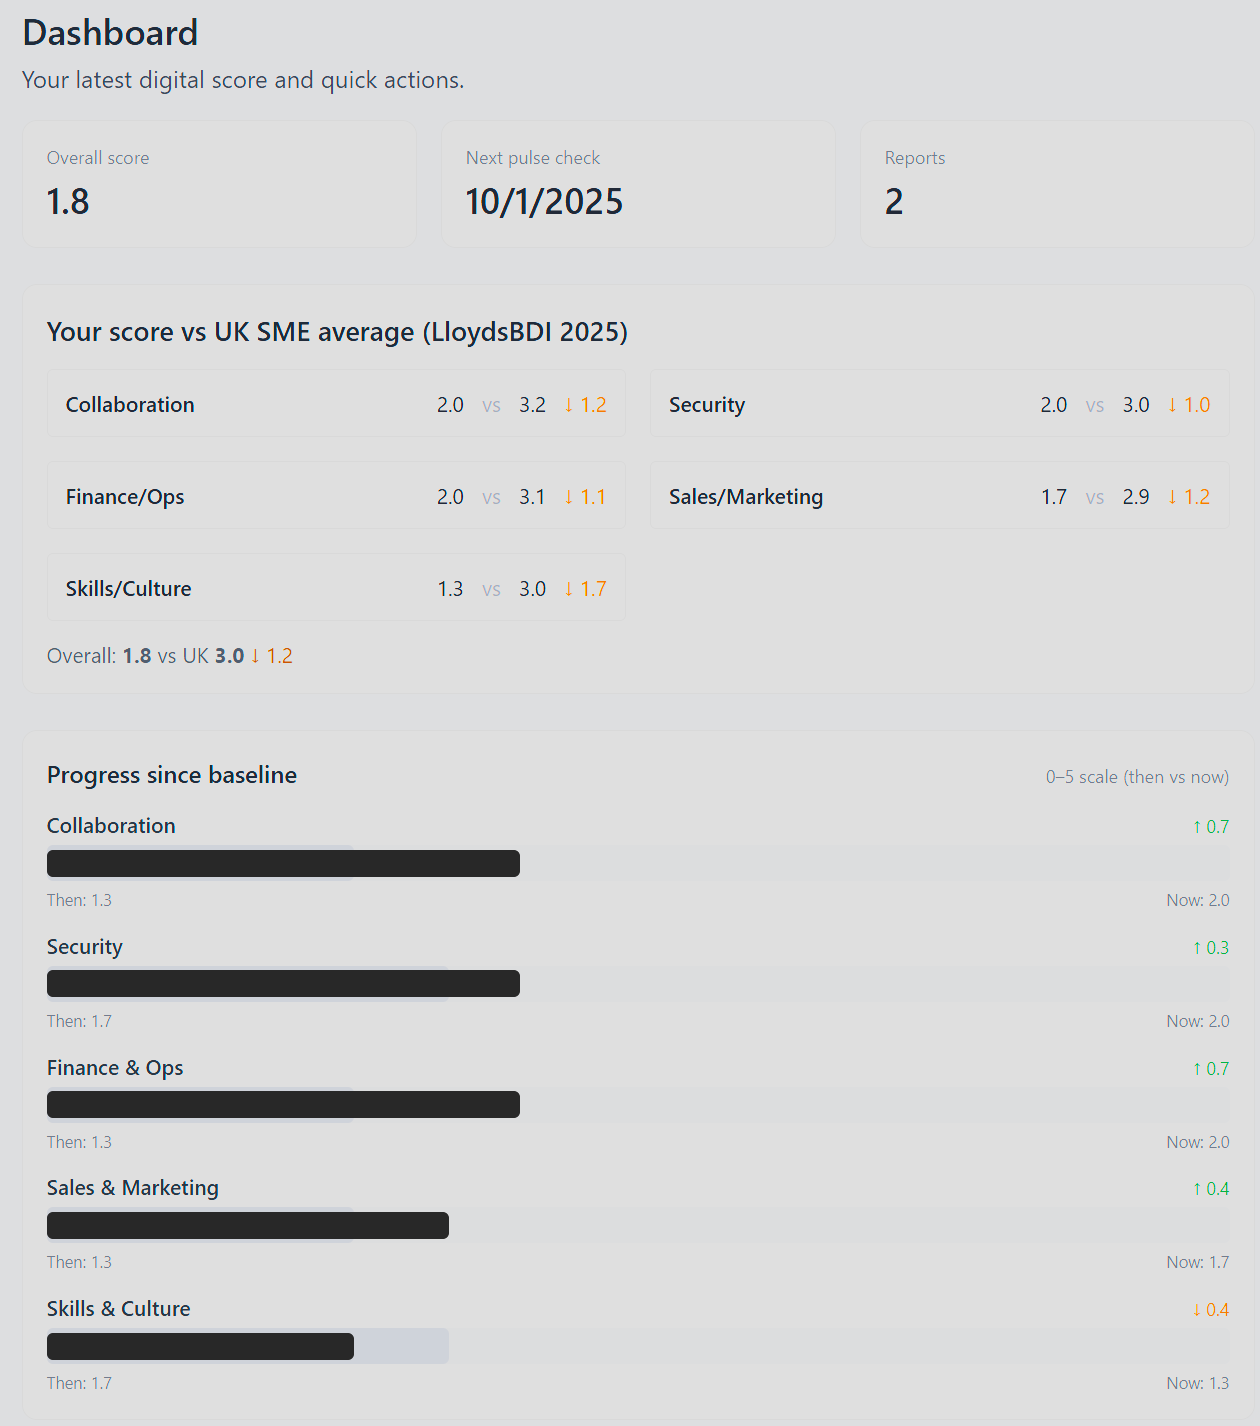 Dashboard
Your latest digital score and quick actions.
Overall score
1.8
Next pulse check
10/1/2025
Reports
2
Your score vs UK SME average (LloydsBDI 2025)
Collaboration 2.0 vs 3.2 ↓ 1.2
Security 2.0 vs 3.0 ↓ 1.0
Finance/Ops 2.0 vs 3.1 ↓ 1.1
Sales/Marketing 1.7 vs 2.9 ↓ 1.2
Skills/Culture 1.3 vs 3.0 ↓ 1.7
Overall: 1.8 vs UK 3.0 ↓ 1.2
Progress since baseline 0–5 scale (then vs now)
Collaboration ↑ 0.7
Then: 1.3 Now: 2.0
Security ↑ 0.3
Then: 1.7 Now: 2.0
Finance & Ops ↑ 0.7
Then: 1.3 Now: 2.0
Sales & Marketing ↑ 0.4
Then: 1.3 Now: 1.7
Skills & Culture ↓ 0.4
Then: 1.7 Now: 1.3